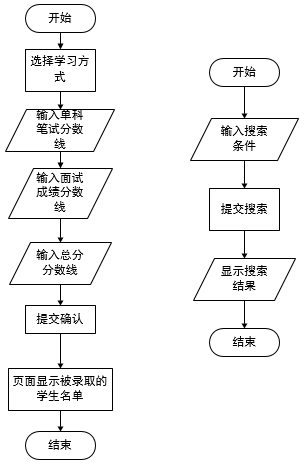 开始
选择学习方
式
输入单科
笔试分数
线
输入面试
成绩分数
线
输入总分
分数线
提交确认
页面显示被录取的
学生名单
结束
开始
输入搜索
条件
提交搜索
显示搜索
结果
结束